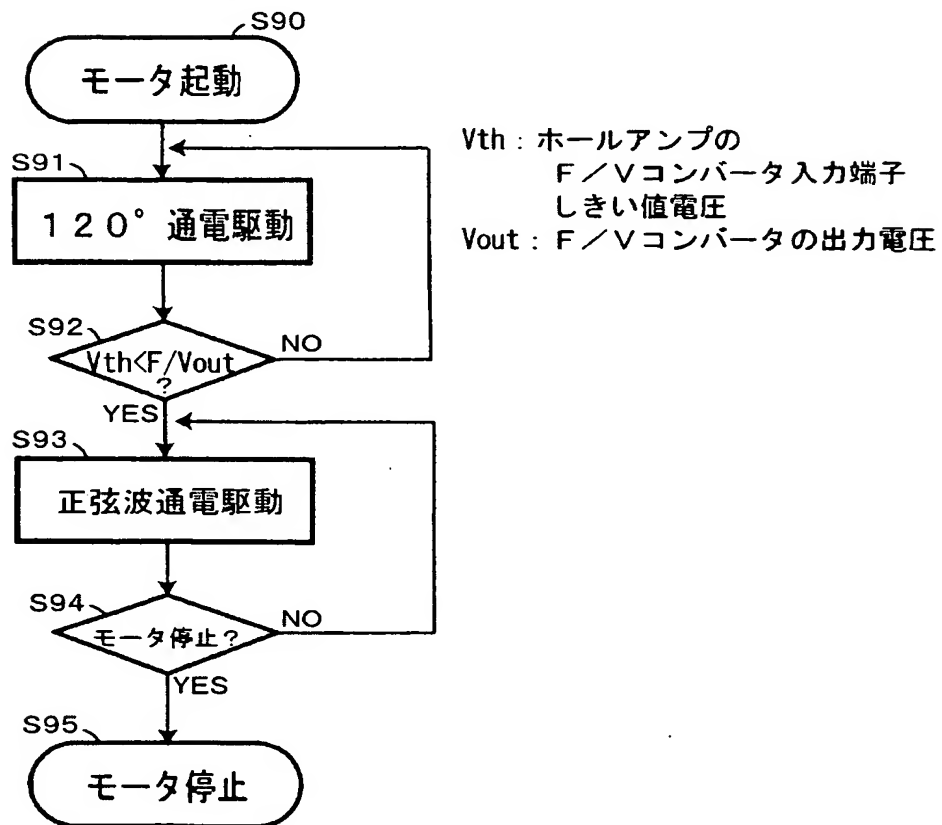 S90
モータ起動
S91
120°通電駆動
S92
Vth<F/Vout
?
NO
YES
S93
正弦波通電駆動
S94
モータ停止?
NO
YES
S95
モータ停止
Vth:ホールアンプの
F/Vコンバータ入力端子
しきい値電圧
Vout:F/Vコンバータの出力電圧